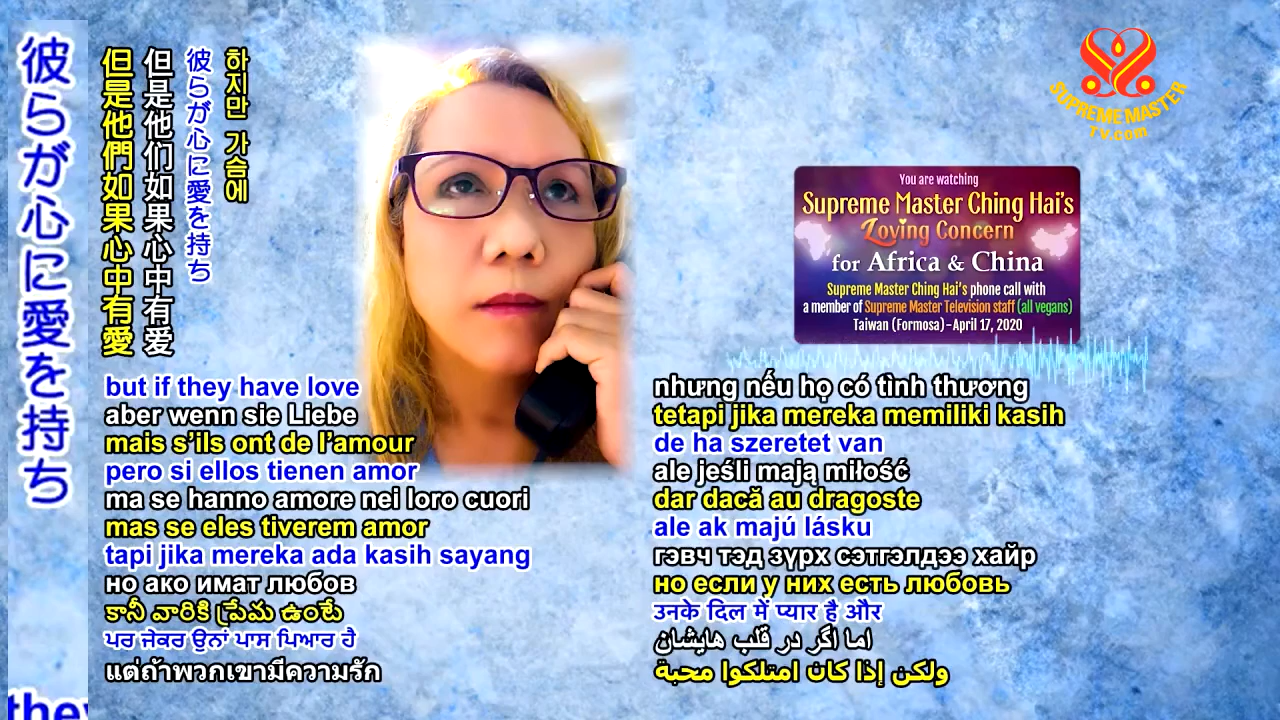 彼らが心に愛を持ち
但是他們如果心中有愛
但是他们如果心中有爱
彼らが心に愛を持ち
하지만 가슴에
SUPREME MASTER
TV.com
You are watching
Supreme Master Ching Hai's
Loving Concern
for Africa & China
Supreme Master Ching Hai's phone call with
a member of Supreme Master Television staff (all vegans)
Taiwan (Formosa)–April 17, 2020
but if they have love
aber wenn sie Liebe
mais s’ils ont de l’amour
pero si ellos tienen amor
ma se hanno amore nei loro cuori
mas se eles tiverem amor
tapi jika mereka ada kasih sayang
но ако имат любов
కానీ వారికి ప్రేమ ఉంటే
ਪਰ ਜੇਕਰ ਉਨਾਂ ਪਾਸ ਪਿਆਰ ਹੈ
แต่ถ้าพวกเขามีความรัก
nhưng nếu họ có tình thương
tetapi jika mereka memiliki kasih
de ha szeretet van
ale jeśli mają miłość
dar dacă au dragoste
ale ak majú lásku
гэвч тэд зүрх сэтгэлдээ хайр
но если у них есть любовь
उनके दिल में प्यार है और
اما اگر در قلب هایشان
ولكن إذا كان امتلكوا محبة
they